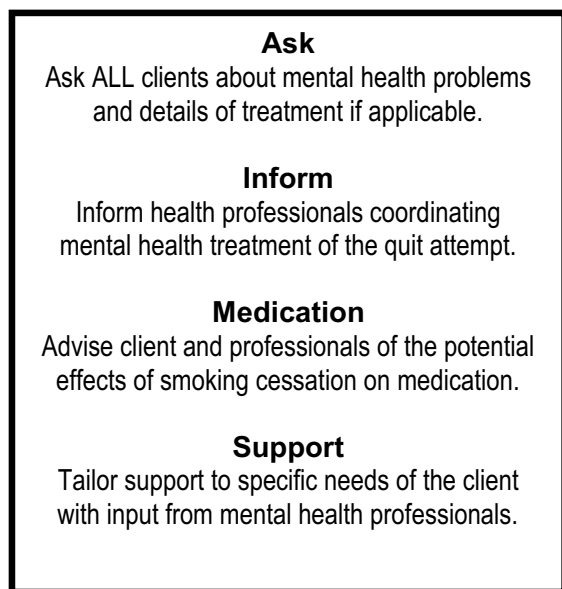 Ask
Ask ALL clients about mental health problems
and details of treatment if applicable.
Inform
Inform health professionals coordinating
mental health treatment of the quit attempt.
Medication
Advise client and professionals of the potential
effects of smoking cessation on medication.
Support
Tailor support to specific needs of the client
with input from mental health professionals.